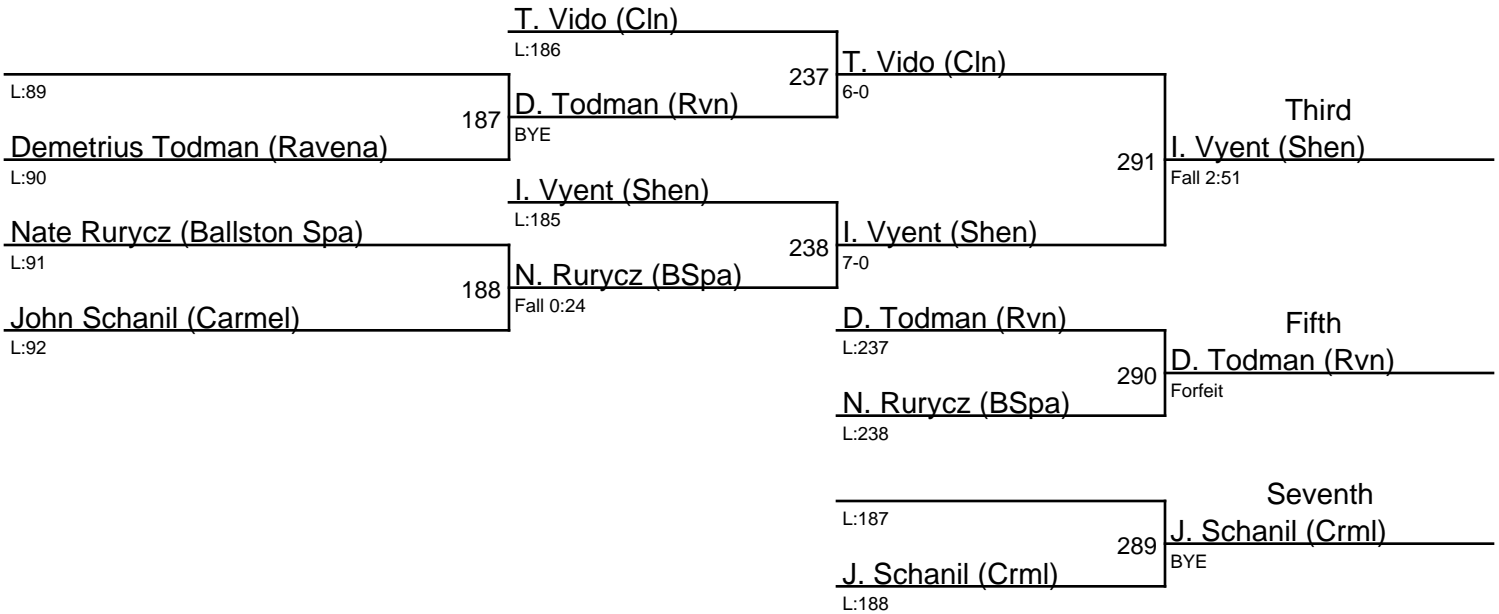 T. Vido (Cln)
L:186
237
T. Vido (Cln)
6-0
L:89
187
D. Todman (Rvn)
BYE
Third
Demetrius Todman (Ravena)
L:90
291
I. Vyent (Shen)
Fall 2:51
I. Vyent (Shen)
L:185
Nate Rurycz (Ballston Spa)
L:91
238
I. Vyent (Shen)
7-0
188
N. Rurycz (BSpa)
Fall 0:24
John Schanil (Carmel)
L:92
D. Todman (Rvn)
L:237
Fifth
290
D. Todman (Rvn)
Forfeit
N. Rurycz (BSpa)
L:238
Seventh
L:187
289
J. Schanil (Crml)
BYE
J. Schanil (Crml)
L:188